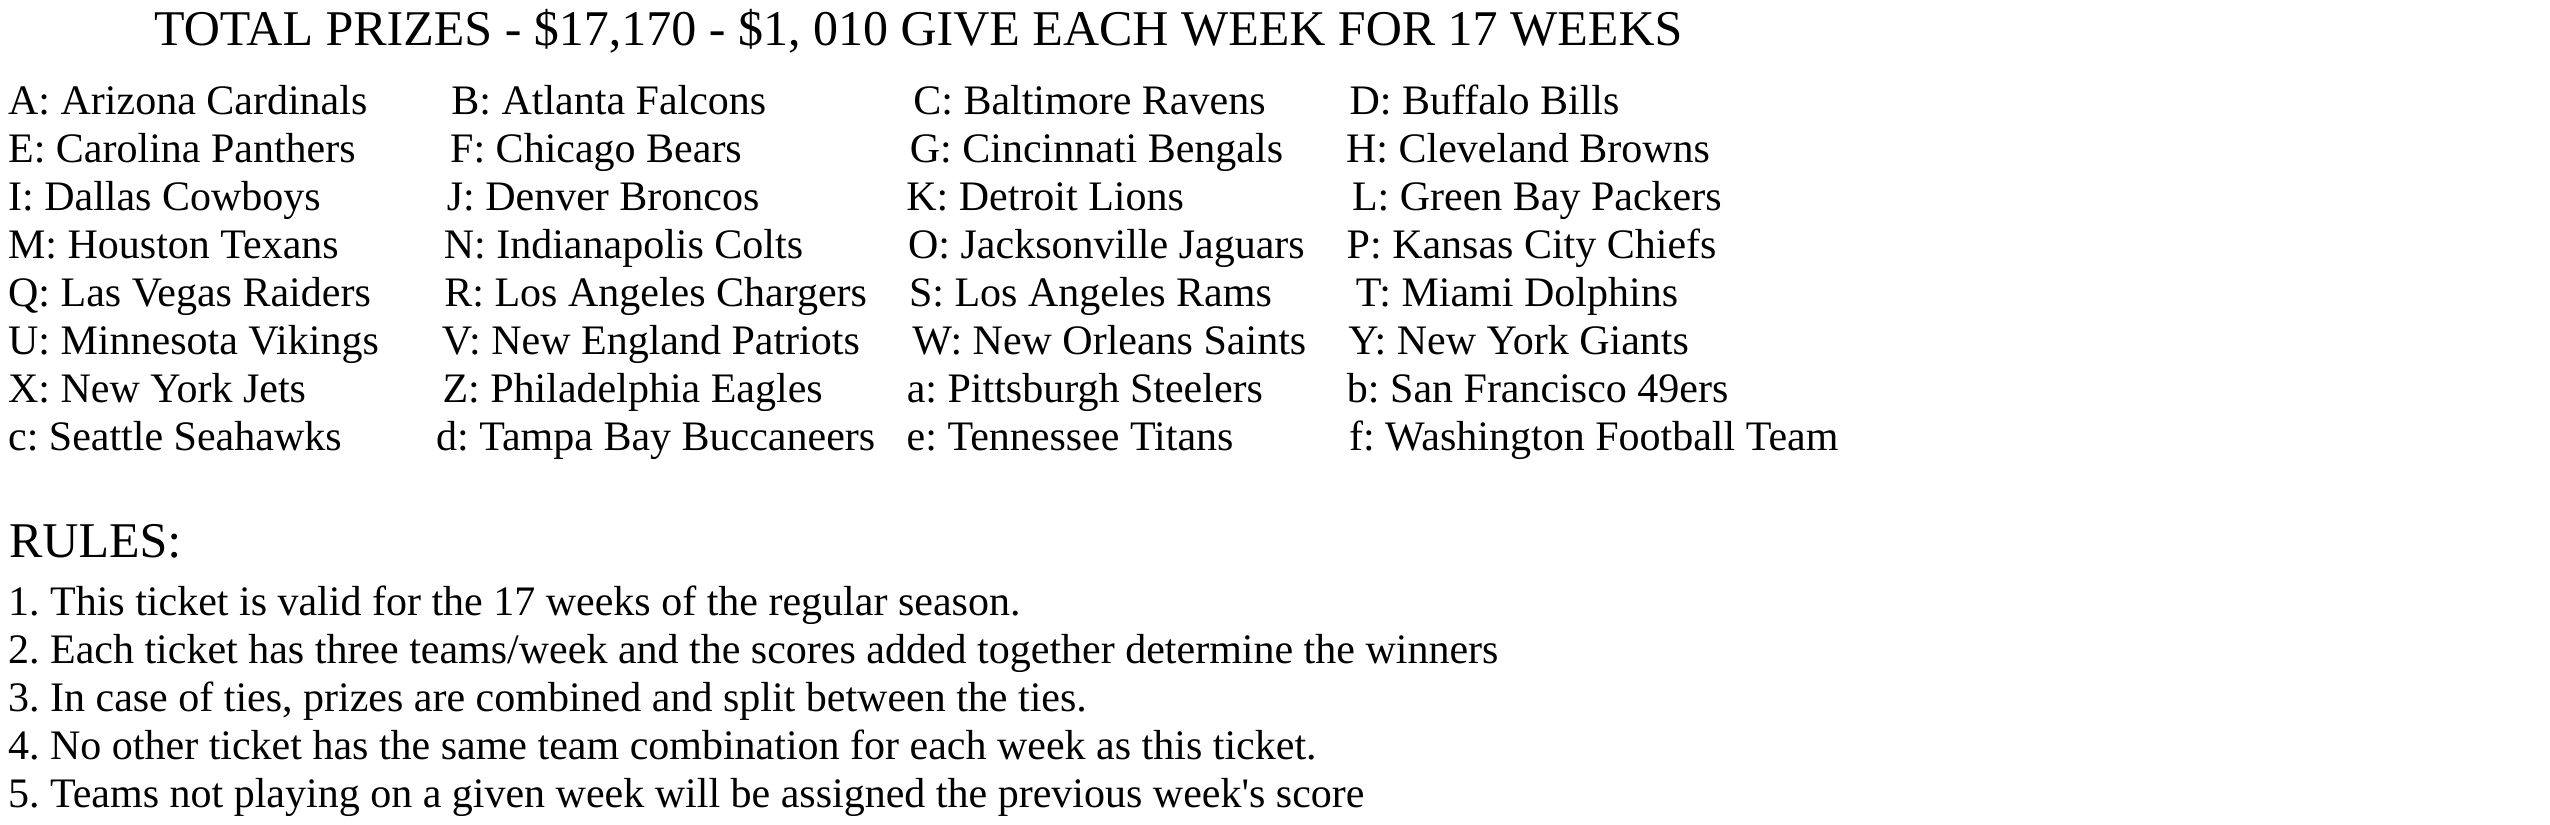 TOTAL PRIZES - $17,170 - $1, 010 GIVE EACH WEEK FOR 17 WEEKS
A: Arizona Cardinals B: Atlanta Falcons C: Baltimore Ravens D: Buffalo Bills
E: Carolina Panthers F: Chicago Bears G: Cincinnati Bengals H: Cleveland Browns
I: Dallas Cowboys J: Denver Broncos K: Detroit Lions L: Green Bay Packers
M: Houston Texans N: Indianapolis Colts O: Jacksonville Jaguars P: Kansas City Chiefs
Q: Las Vegas Raiders R: Los Angeles Chargers S: Los Angeles Rams T: Miami Dolphins
U: Minnesota Vikings V: New England Patriots W: New Orleans Saints Y: New York Giants
X: New York Jets Z: Philadelphia Eagles a: Pittsburgh Steelers b: San Francisco 49ers
c: Seattle Seahawks d: Tampa Bay Buccaneers e: Tennessee Titans f: Washington Football Team
RULES:
1. This ticket is valid for the 17 weeks of the regular season.
2. Each ticket has three teams/week and the scores added together determine the winners
3. In case of ties, prizes are combined and split between the ties.
4. No other ticket has the same team combination for each week as this ticket.
5. Teams not playing on a given week will be assigned the previous week's score